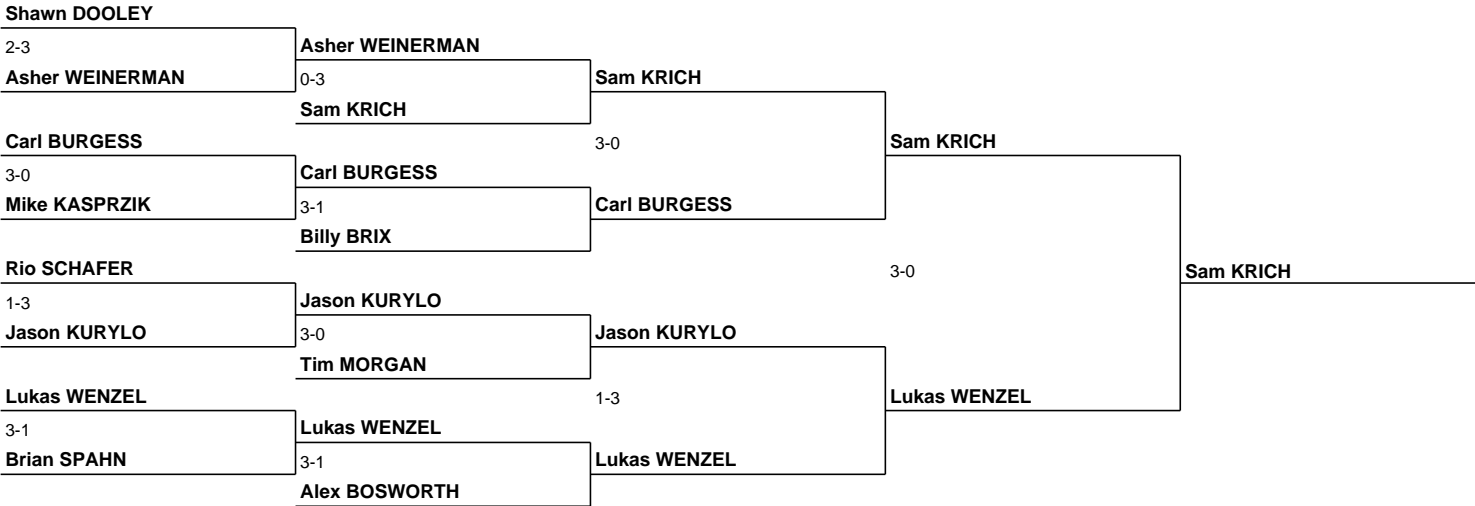 Shawn DOOLEY
2-3
Asher WEINERMAN
Asher WEINERMAN
0-3
Sam KRICH
Sam KRICH
Carl BURGESS
3-0
Mike KASPRZIK
Carl BURGESS
3-1
Billy BRIX
3-0
Carl BURGESS
Sam KRICH
Rio SCHAFER
1-3
Jason KURYLO
Jason KURYLO
3-0
Tim MORGAN
Jason KURYLO
3-0
Sam KRICH
Lukas WENZEL
3-1
Brian SPAHN
Lukas WENZEL
3-1
Alex BOSWORTH
1-3
Lukas WENZEL
Lukas WENZEL